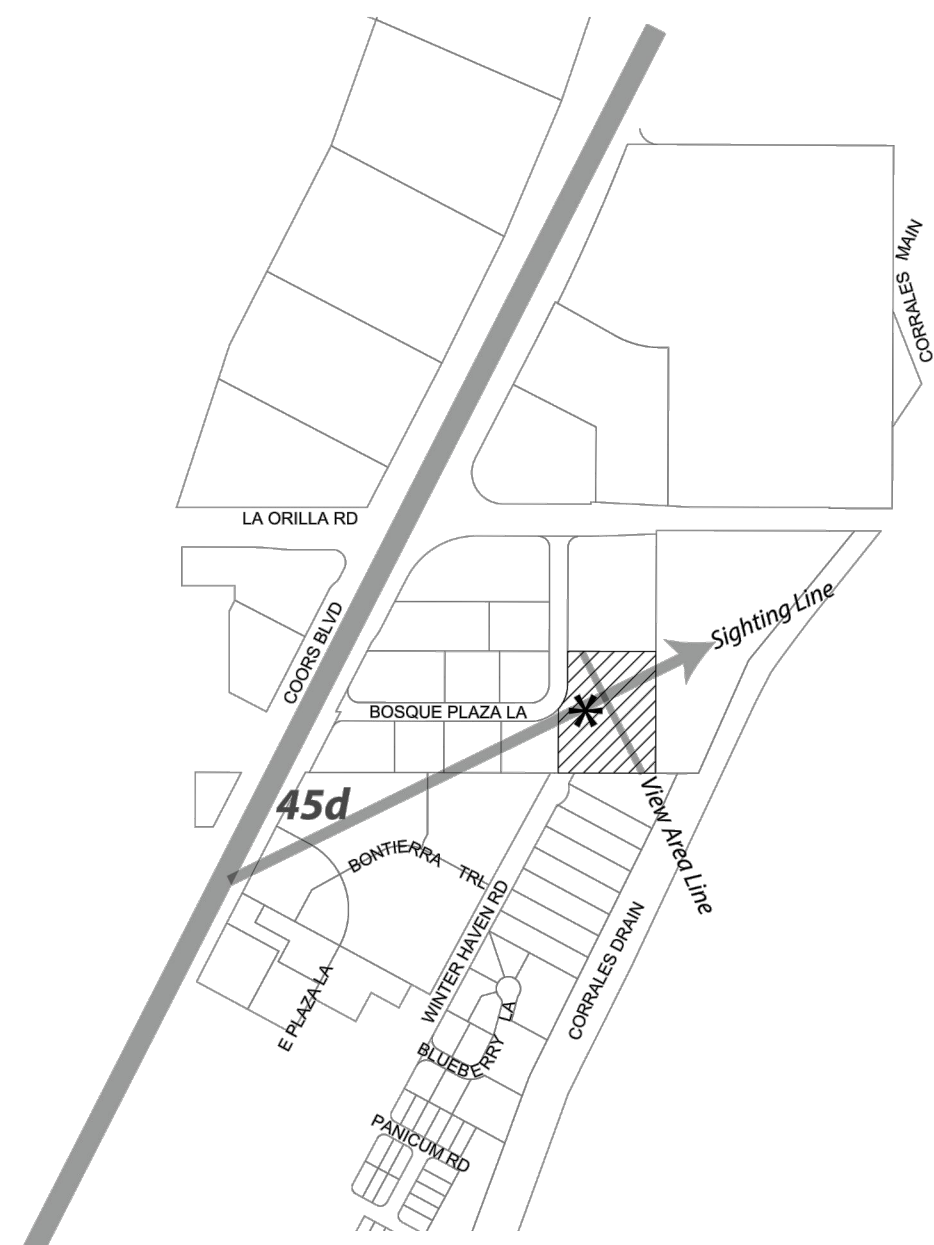 CORRALES MAIN
LA ORILLA RD
Sighting Line
COORS BLVD
BOSQUE PLAZA LA
45d
View Area Line
BONTIERRA TRL
WINTER HAVEN RD
CORRALES DRAIN
E PLAZA LA
BLUEBERRY LA
PANICUM RD